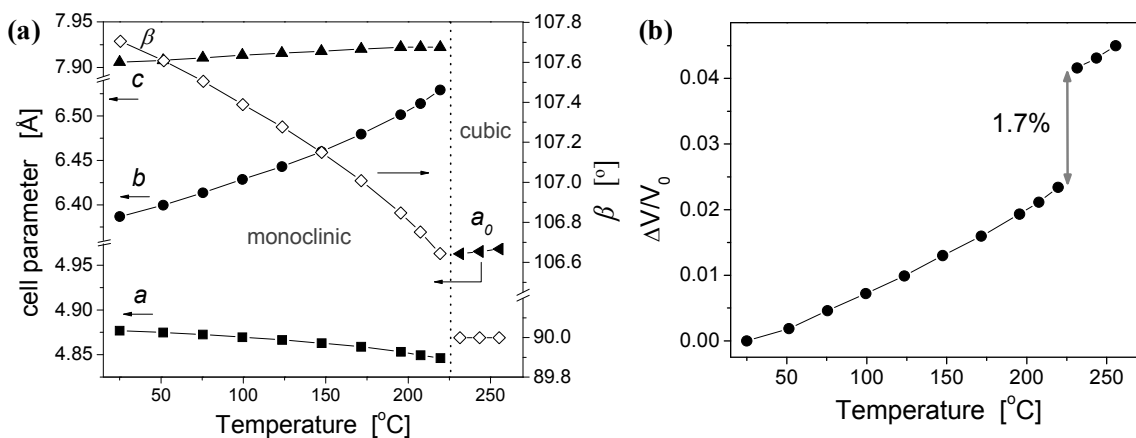 (a)
7.95
7.90
6.50
6.45
6.40
4.95
4.90
4.85
cell parameter [Å]
β
c
b
a
monoclinic
cubic
a0
107.8
107.6
107.4
107.2
107.0
106.8
106.6
90.0
89.8
β [º]
50 100 150 200 250
Temperature [oC]
(b)
0.04
0.03
0.02
0.01
0.00
ΔV/V0
1.7%
50 100 150 200 250
Temperature [oC]